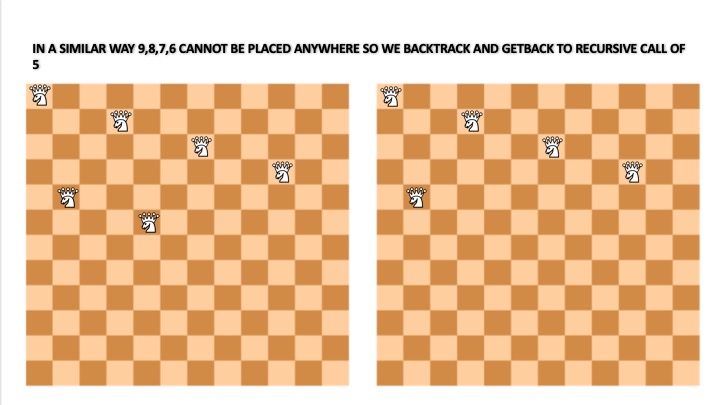 IN A SIMILAR WAY 9,8,7,6 CANNOT BE PLACED ANYWHERE SO WE BACKTRACK AND GETBACK TO RECURSIVE CALL OF
5